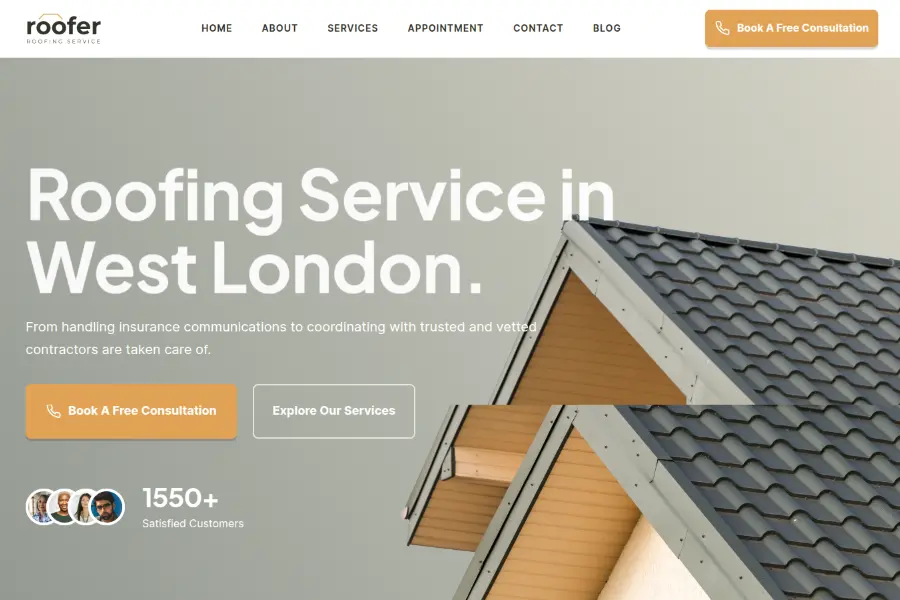 roofer
ROOFING SERVICE
HOME ABOUT SERVICES APPOINTMENT CONTACT BLOG
Book A Free Consultation
Roofing Service in
West London.
From handling insurance communications to coordinating with trusted and vetted
contractors are taken care of.
Book A Free Consultation
Explore Our Services
1550+
Satisfied Customers